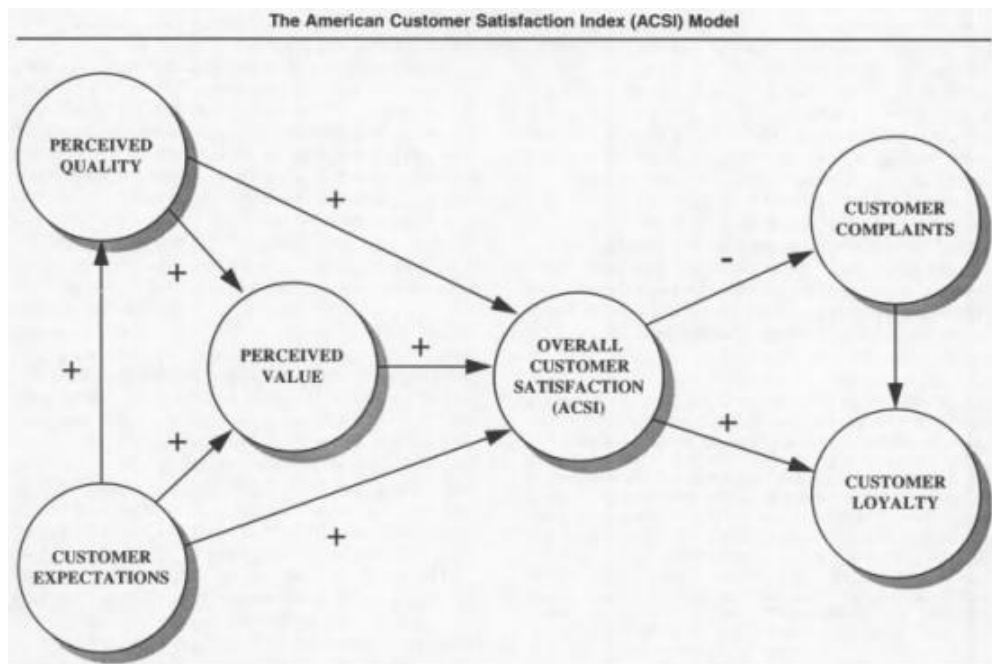 The American Customer Satisfaction Index (ACSI) Model
PERCEIVED
QUALITY
+
CUSTOMER
COMPLAINTS
-
+
PERCEIVED
VALUE
+
OVERALL
CUSTOMER
SATISFACTION
(ACSI)
+
+
+
CUSTOMER
LOYALTY
CUSTOMER
EXPECTATIONS
+